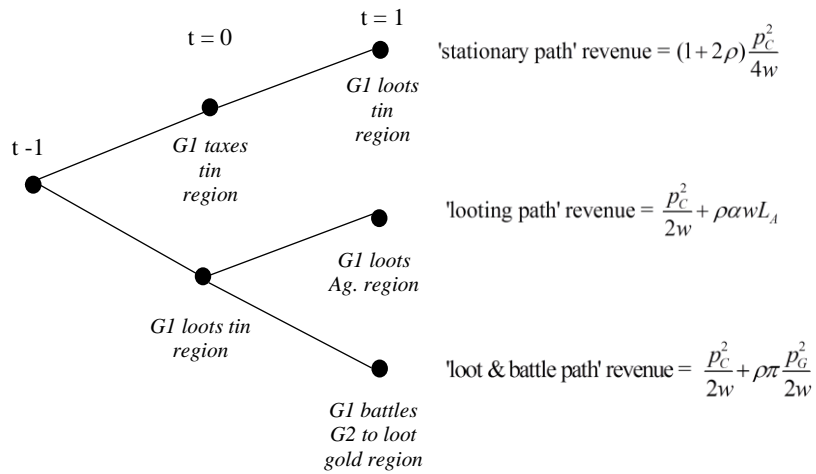 t = 1
t = 0
'stationary path' revenue = (1+2ρ) p_C^2/4w
G1 loots
tin
region
t -1
G1 taxes
tin
region
'looting path' revenue = p_C^2/2w + ραwL_A
G1 loots
Ag. region
G1 loots tin
region
'loot & battle path' revenue = p_C^2/2w + ρπ p_G^2/2w
G1 battles
G2 to loot
gold region